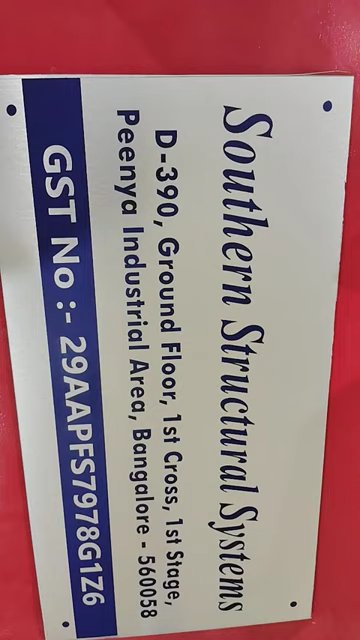 Southern Structural Systems
D-390, Ground Floor, 1st Cross, 1st Stage,
Peenya Industrial Area, Bangalore - 560058
GST No :- 29AAPFS7978G1Z6